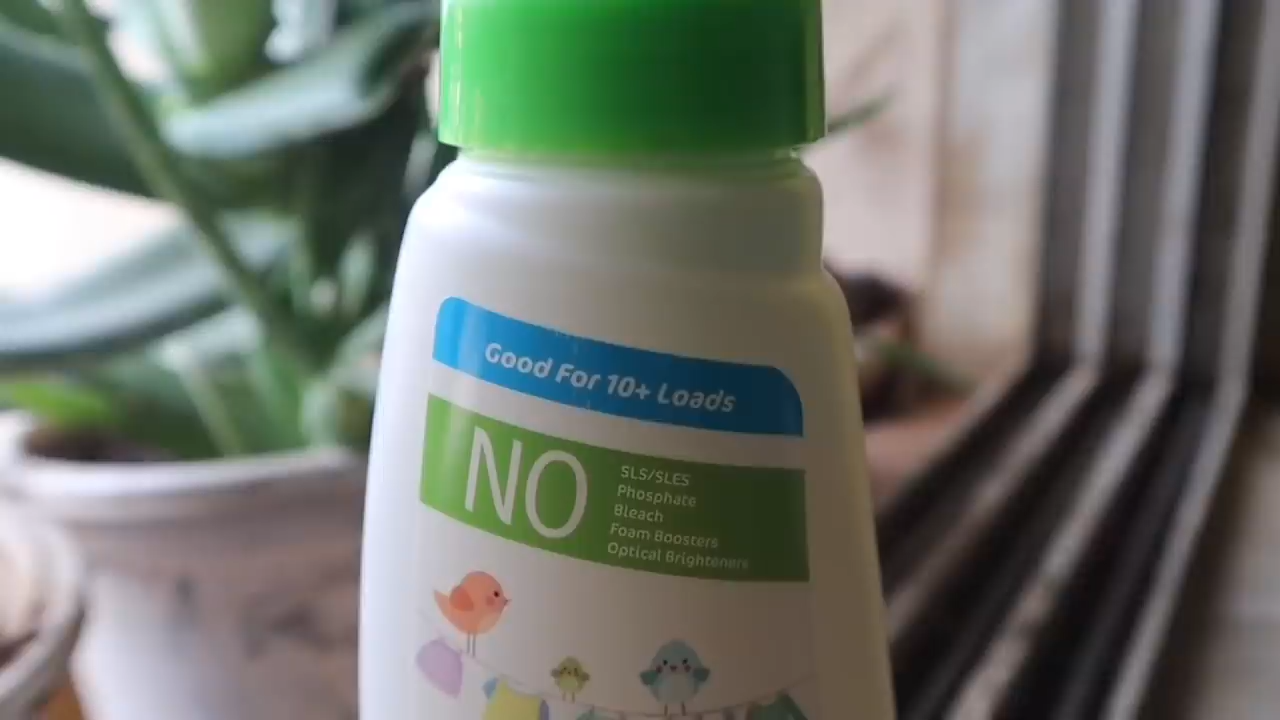 Good For 10+ Loads
NO
SLS/SLES
Phosphate
Bleach
Foam Boosters
Optical Brighteners